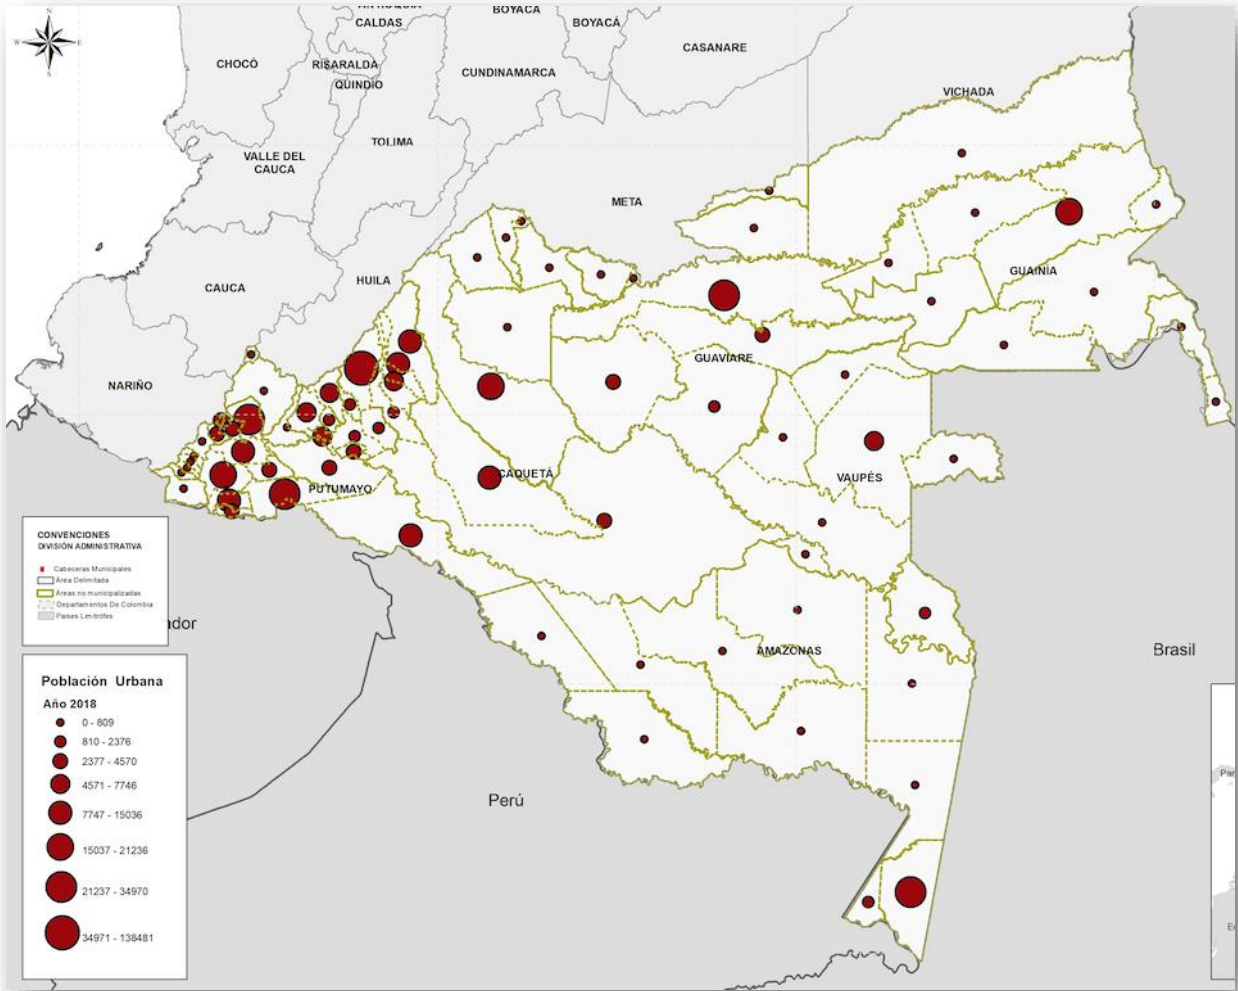 N
W
E
S
ANTIOQUIA
CALDAS
BOYACA
BOYACÁ
CASANARE
CHOCÓ
RISARALDA
QUINDIO
CUNDINAMARCA
VICHADA
TOLIMA
VALLE DEL
CAUCA
META
CAUCA
HUILA
GUAINÍA
NARIÑO
GUAVIARE
CAQUETÁ
VAUPÉS
PUTUMAYO
AMAZONAS
Brasil
Perú
ador
CONVENCIONES
DIVISIÓN ADMINISTRATIVA
Cabeceras Municipales
Área Delimitada
Áreas no municipalizadas
Departamentos De Colombia
Paises Limítrofes
Población Urbana
Año 2018
0 - 809
810 - 2376
2377 - 4570
4571 - 7746
7747 - 15036
15037 - 21236
21237 - 34970
34971 - 138481